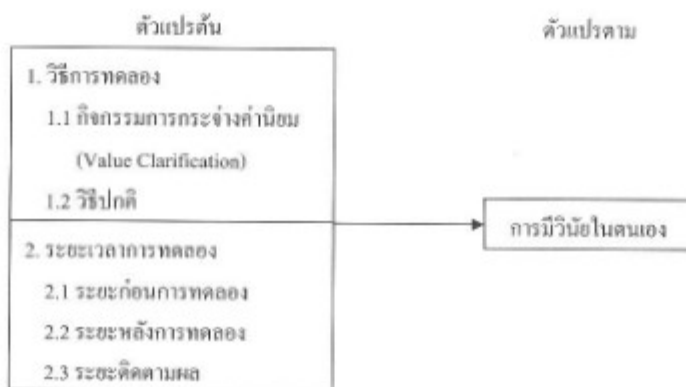 ตัวแปรต้น
ตัวแปรตาม
1. วิธีการทดลอง
1.1 กิจกรรมการกระจ่างค่านิยม
(Value Clarification)
1.2 วิธีปกติ
2. ระยะเวลาการทดลอง
2.1 ระยะก่อนการทดลอง
2.2 ระยะหลังการทดลอง
2.3 ระยะติดตามผล
การมีวินัยในตนเอง